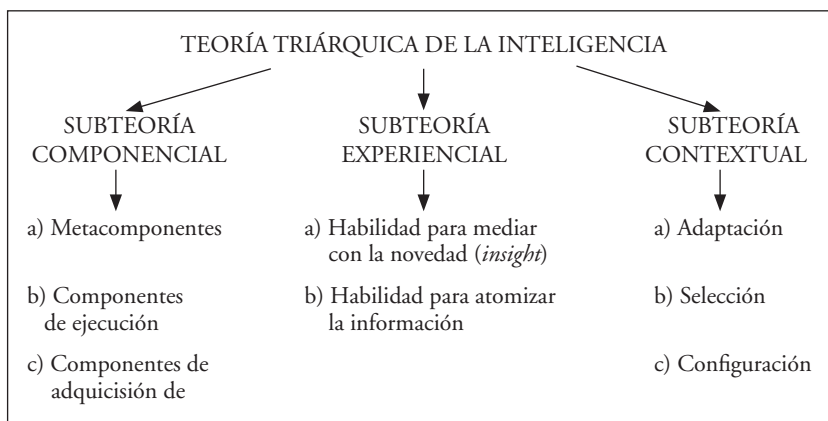 TEORÍA TRIÁRQUICA DE LA INTELIGENCIA
SUBTEORÍA
COMPONENCIAL
a) Metacomponentes
b) Componentes
de ejecución
c) Componentes de
adquicisión de
SUBTEORÍA
EXPERIENCIAL
a) Habilidad para mediar
con la novedad (insight)
b) Habilidad para atomizar
la información
SUBTEORÍA
CONTEXTUAL
a) Adaptación
b) Selección
c) Configuración